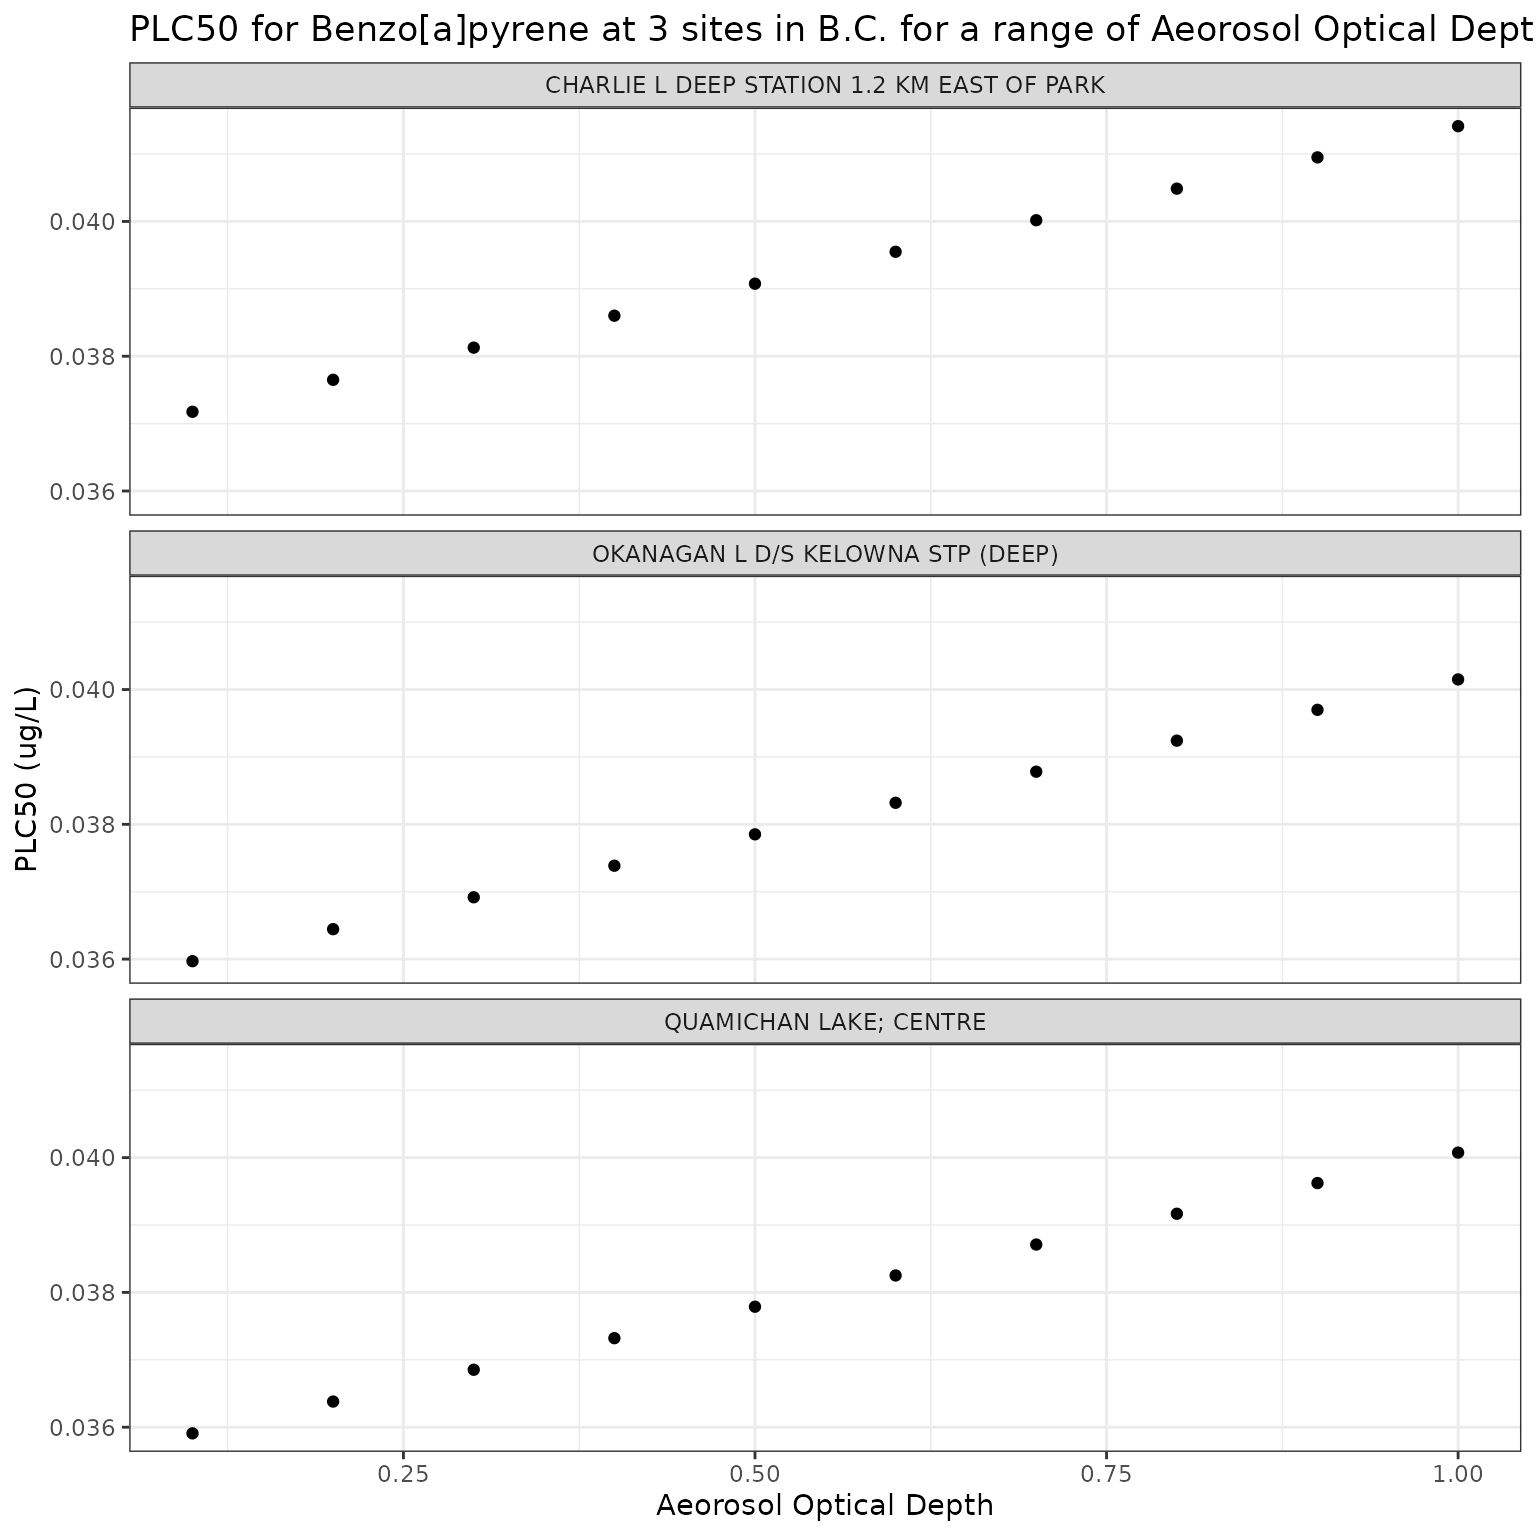 PLC50 for Benzo[a]pyrene at 3 sites in B.C. for a range of Aeorosol Optical Dept
CHARLIE L DEEP STATION 1.2 KM EAST OF PARK
0.040
0.038
0.036
OKANAGAN L D/S KELOWNA STP (DEEP)
0.040
0.038
0.036
PLC50 (ug/L)
QUAMICHAN LAKE; CENTRE
0.040
0.038
0.036
0.25 0.50 0.75 1.00
Aeorosol Optical Depth